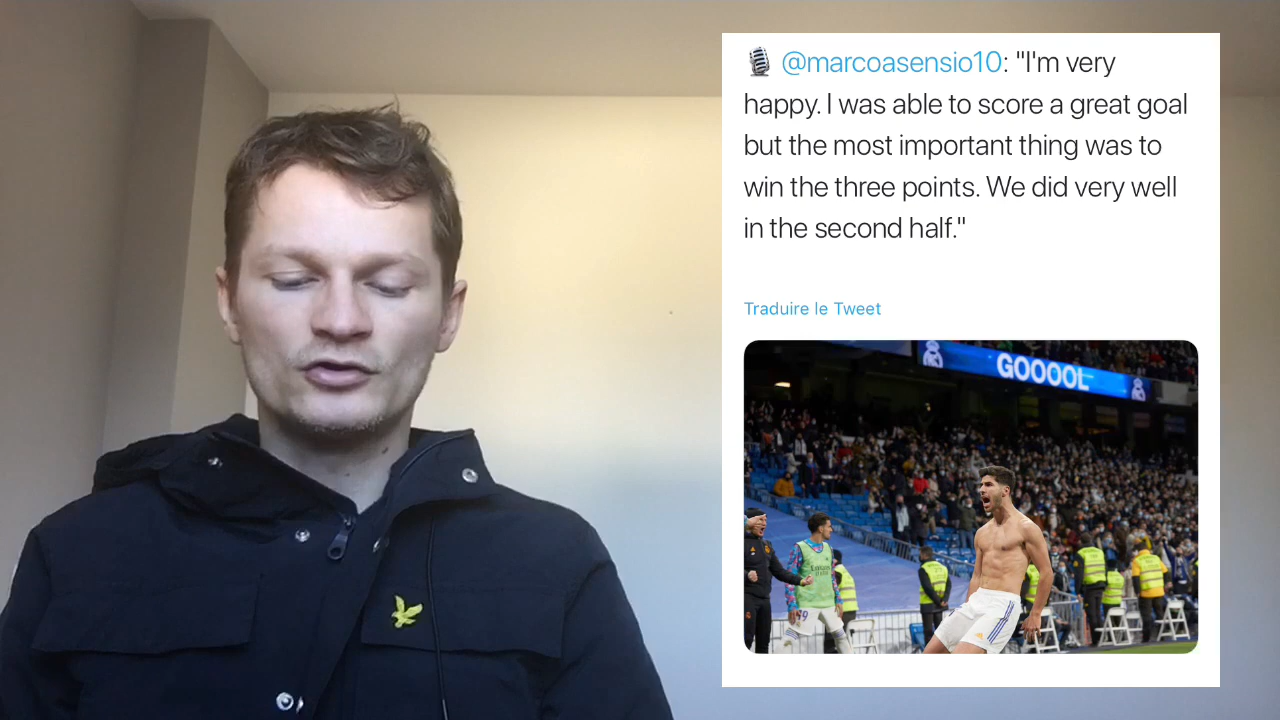 @marcoasensio10: "I'm very
happy. I was able to score a great goal
but the most important thing was to
win the three points. We did very well
in the second half."
Traduire le Tweet
GOOOOL